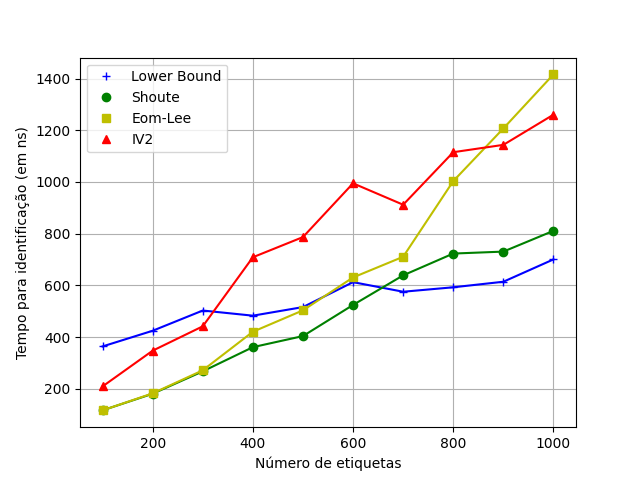 Lower Bound
Shoute
Eom-Lee
IV2
1400
1200
1000
800
600
400
200
200 400 600 800 1000
Tempo para identificação (em ns)
Número de etiquetas